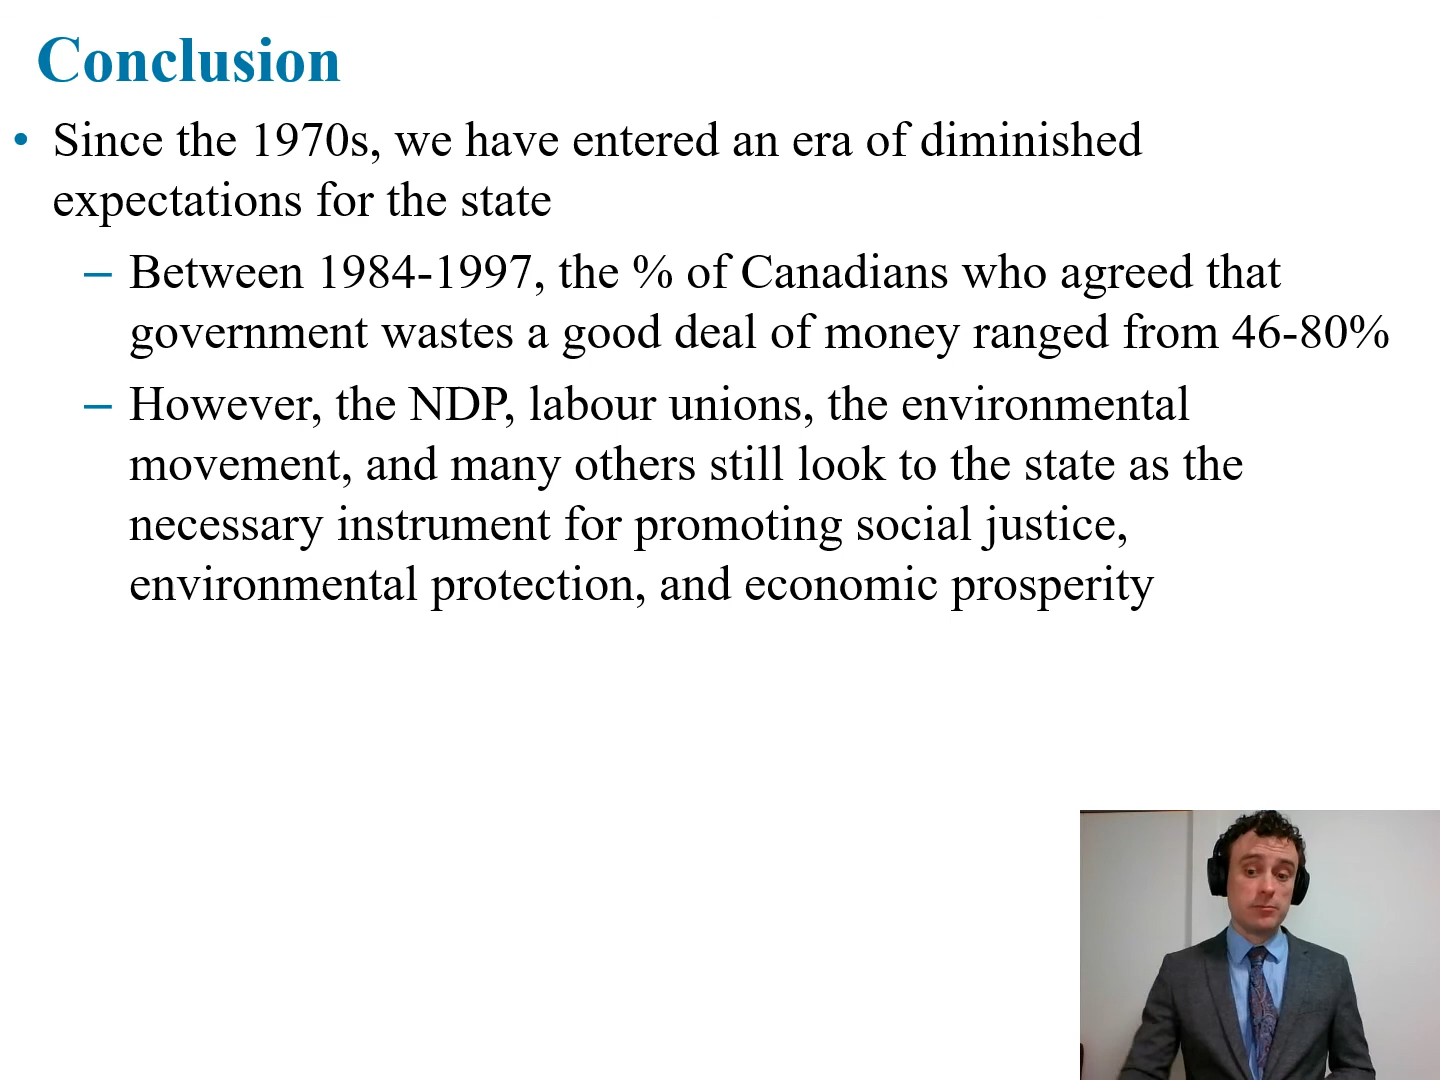 Conclusion
• Since the 1970s, we have entered an era of diminished
expectations for the state
– Between 1984-1997, the % of Canadians who agreed that
government wastes a good deal of money ranged from 46-80%
– However, the NDP, labour unions, the environmental
movement, and many others still look to the state as the
necessary instrument for promoting social justice,
environmental protection, and economic prosperity